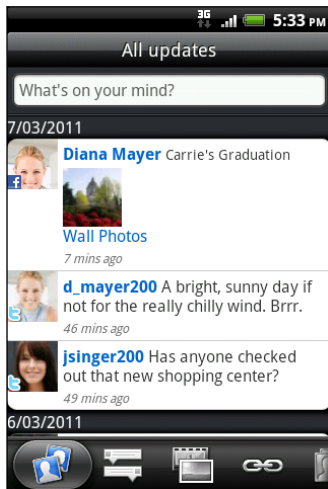 3G
5:33 PM
All updates
What's on your mind?
7/03/2011
Diana Mayer Carrie's Graduation
Wall Photos
7 mins ago
d_mayer200 A bright, sunny day if
not for the really chilly wind. Brrr.
46 mins ago
jsinger200 Has anyone checked
out that new shopping center?
49 mins ago
6/03/2011